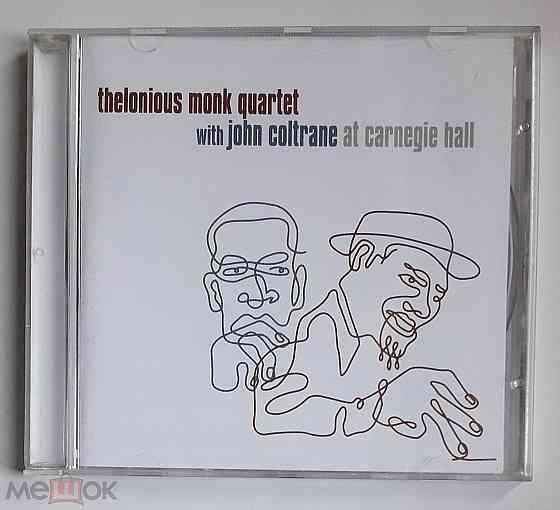 thelonious monk quartet
with john coltrane at carnegie hall
мешок